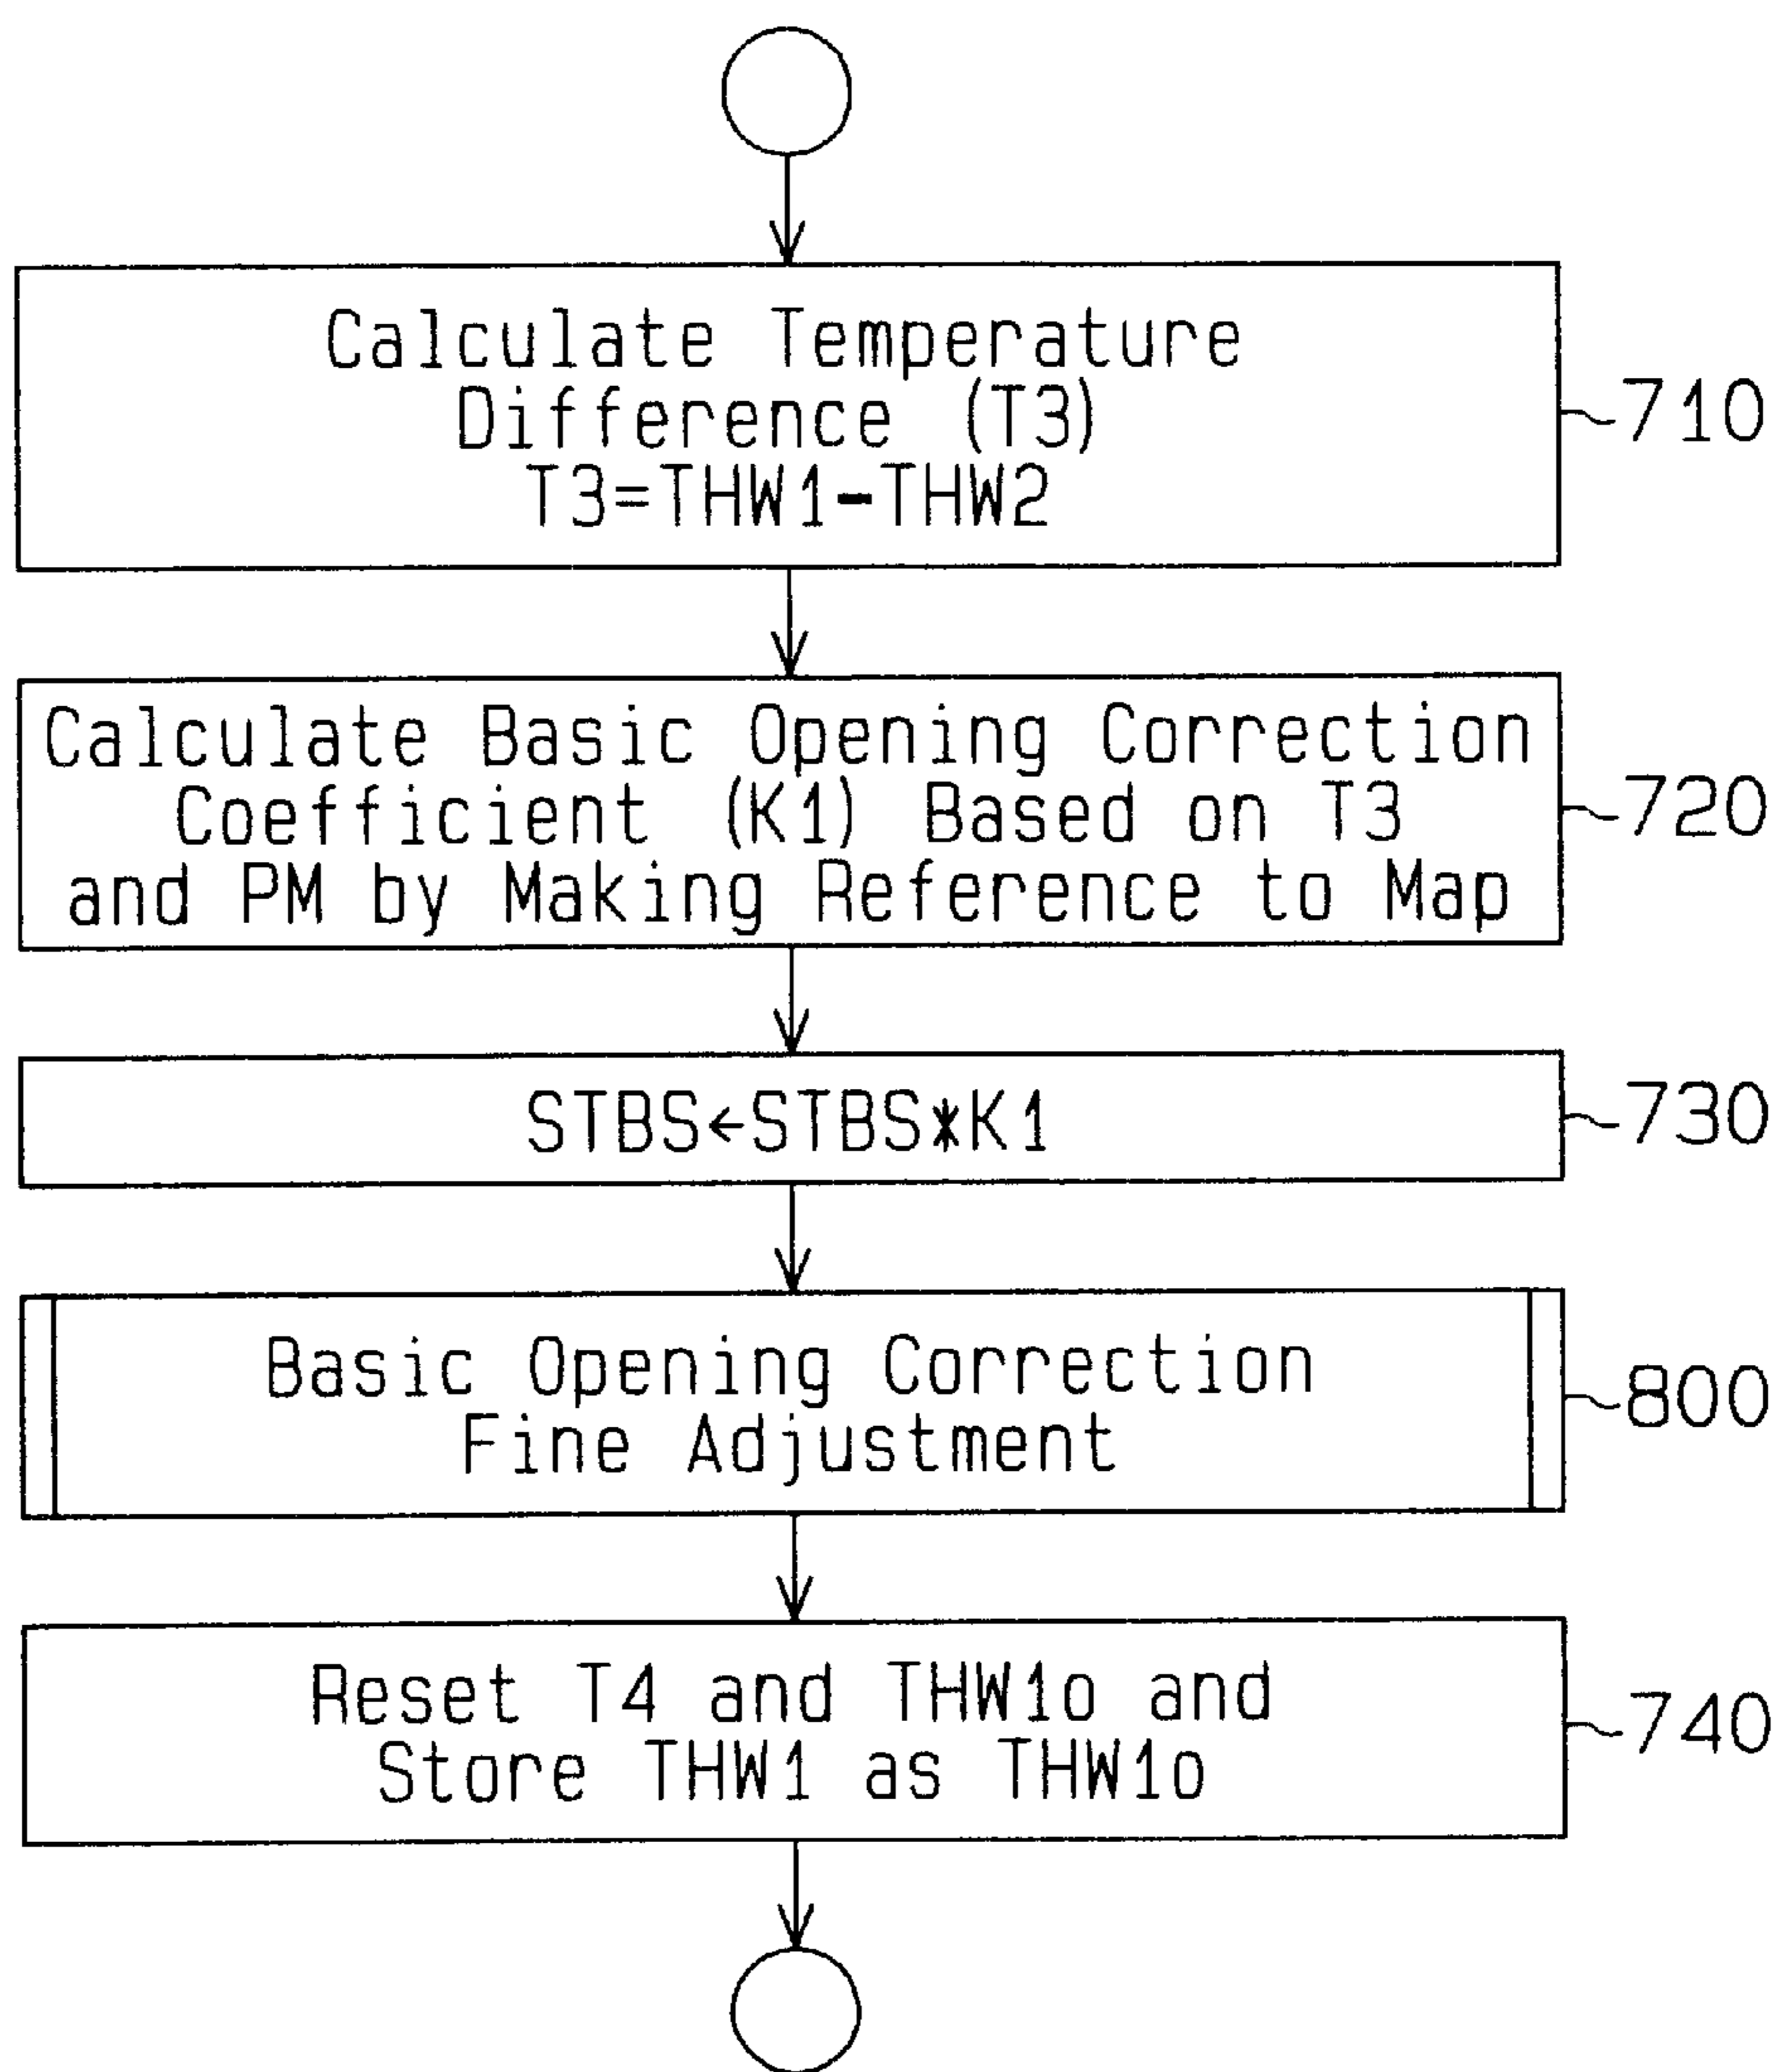 Calculate Temperature
Difference (T3)
T3=THW1-THW2
710
Calculate Basic Opening Correction
Coefficient (K1) Based on T3
and PM by Making Reference to Map
720
STBS←STBS*K1
730
Basic Opening Correction
Fine Adjustment
800
Reset T4 and THW1o and
Store THW1 as THW1o
740